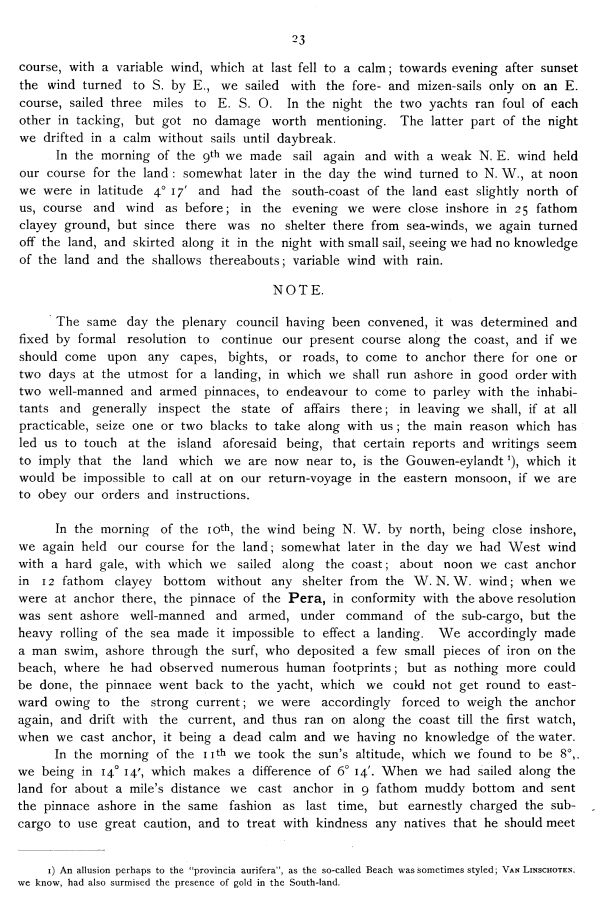 23
course, with a variable wind, which at last fell to a calm; towards evening after sunset
the wind turned to S. by E., we sailed with the fore- and mizen-sails only on an E.
course, sailed three miles to E. S. O. In the night the two yachts ran foul of each
other in tacking, but got no damage worth mentioning. The latter part of the night
we drifted in a calm without sails until daybreak.
In the morning of the 9th we made sail again and with a weak N. E. wind held
our course for the land: somewhat later in the day the wind turned to N. W., at noon
we were in latitude 4° 17′ and had the south-coast of the land east slightly north of
us, course and wind as before; in the evening we were close inshore in 25 fathom
clayey ground, but since there was no shelter there from sea-winds, we again turned
off the land, and skirted along it in the night with small sail, seeing we had no knowledge
of the land and the shallows thereabouts; variable wind with rain.
NOTE.
The same day the plenary council having been convened, it was determined and
fixed by formal resolution to continue our present course along the coast, and if we
should come upon any capes, bights, or roads, to come to anchor there for one or
two days at the utmost for a landing, in which we shall run ashore in good order with
two well-manned and armed pinnaces, to endeavour to come to parley with the inhabi-
tants and generally inspect the state of affairs there; in leaving we shall, if at all
practicable, seize one or two blacks to take along with us; the main reason which has
led us to touch at the island aforesaid being, that certain reports and writings seem
to imply that the land which we are now near to, is the Gouwen-eylandt ¹), which it
would be impossible to call at on our return-voyage in the eastern monsoon, if we are
to obey our orders and instructions.
In the morning of the 10th, the wind being N. W. by north, being close inshore,
we again held our course for the land; somewhat later in the day we had West wind
with a hard gale, with which we sailed along the coast; about noon we cast anchor
in 12 fathom clayey bottom without any shelter from the W. N. W. wind; when we
were at anchor there, the pinnace of the Pera, in conformity with the above resolution
was sent ashore well-manned and armed, under command of the sub-cargo, but the
heavy rolling of the sea made it impossible to effect a landing. We accordingly made
a man swim, ashore through the surf, who deposited a few small pieces of iron on the
beach, where he had observed numerous human footprints; but as nothing more could
be done, the pinnaee went back to the yacht, which we could not get round to east-
ward owing to the strong current; we were accordingly forced to weigh the anchor
again, and drift with the current, and thus ran on along the coast till the first watch,
when we cast anchor, it being a dead calm and we having no knowledge of the water.
In the morning of the 11th we took the sun's altitude, which we found to be 8°,.
we being in 14° 14′, which makes a difference of 6° 14′. When we had sailed along the
land for about a mile's distance we cast anchor in 9 fathom muddy bottom and sent
the pinnace ashore in the same fashion as last time, but earnestly charged the sub-
cargo to use great caution, and to treat with kindness any natives that he should meet
1) An allusion perhaps to the "provincia aurifera", as the so-called Beach was sometimes styled; VAN LINSCHOTEN.
we know, had also surmised the presence of gold in the South-land.